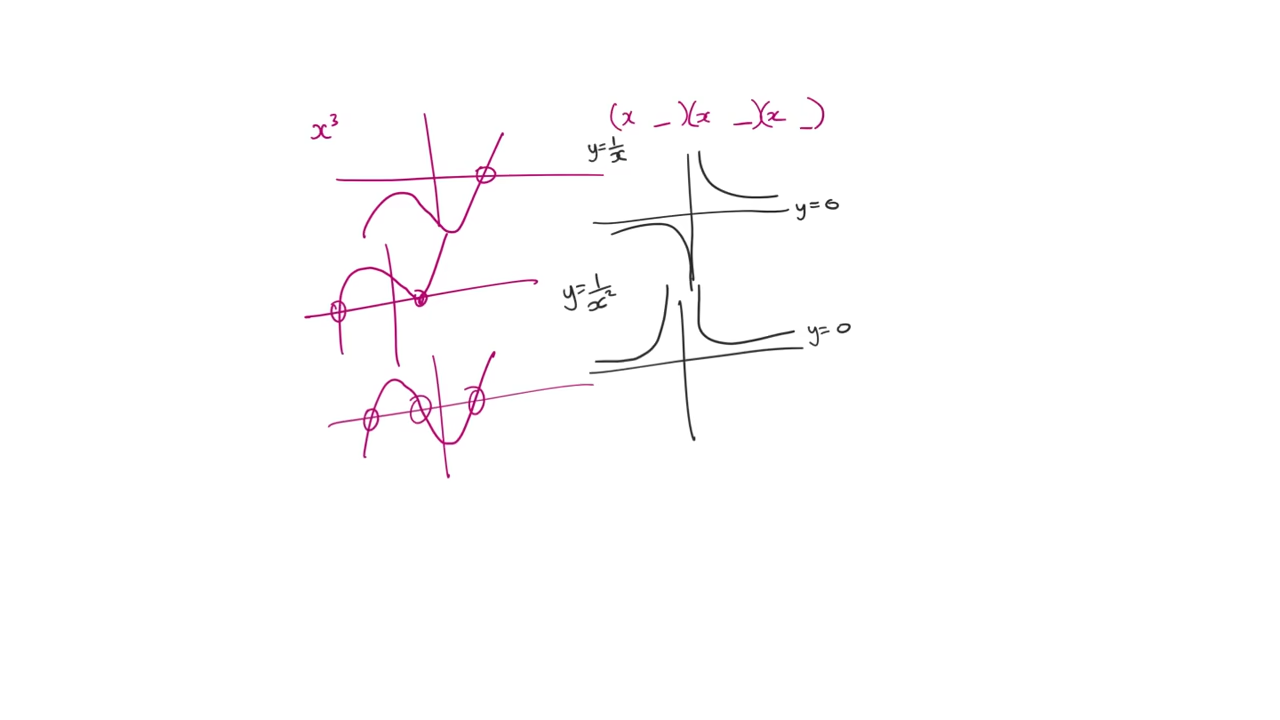 x³
(x _)(x _)(x _)
y=1/x
y=0
y=1/x²
y=0